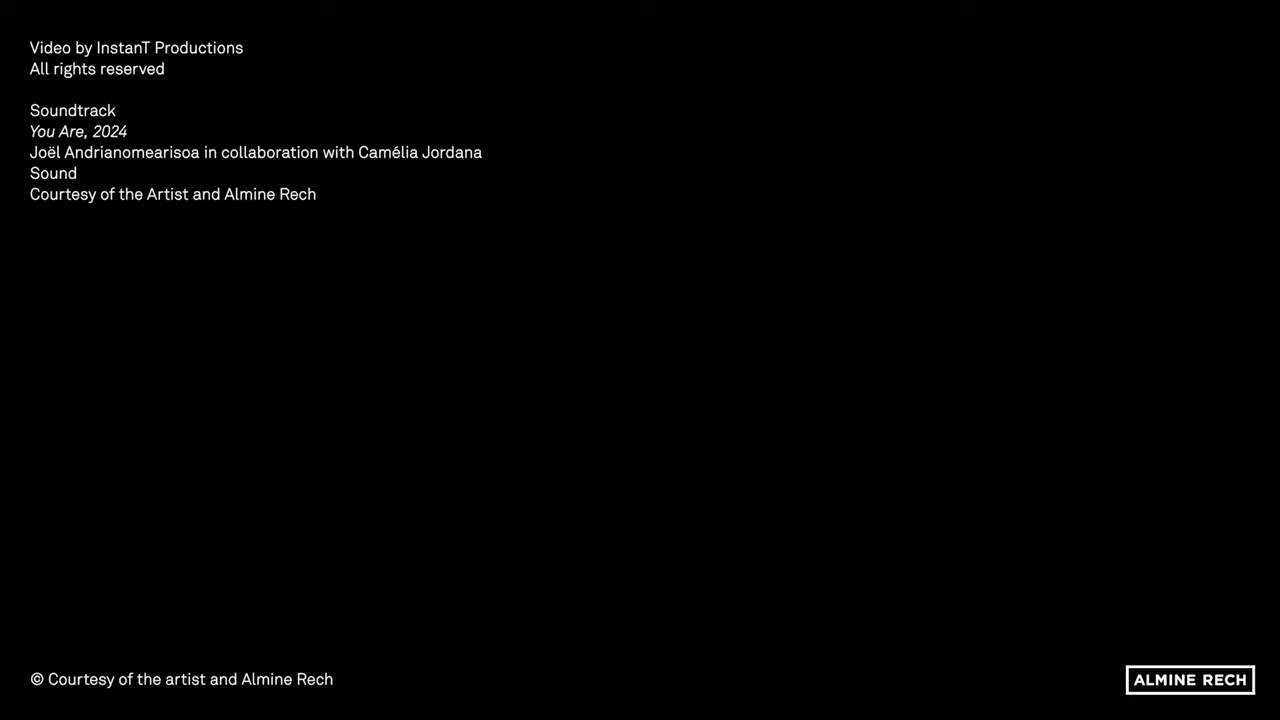 Video by InstanT Productions
All rights reserved
Soundtrack
You Are, 2024
Joël Andrianomearisoa in collaboration with Camélia Jordana
Sound
Courtesy of the Artist and Almine Rech
© Courtesy of the artist and Almine Rech
ALMINE RECH